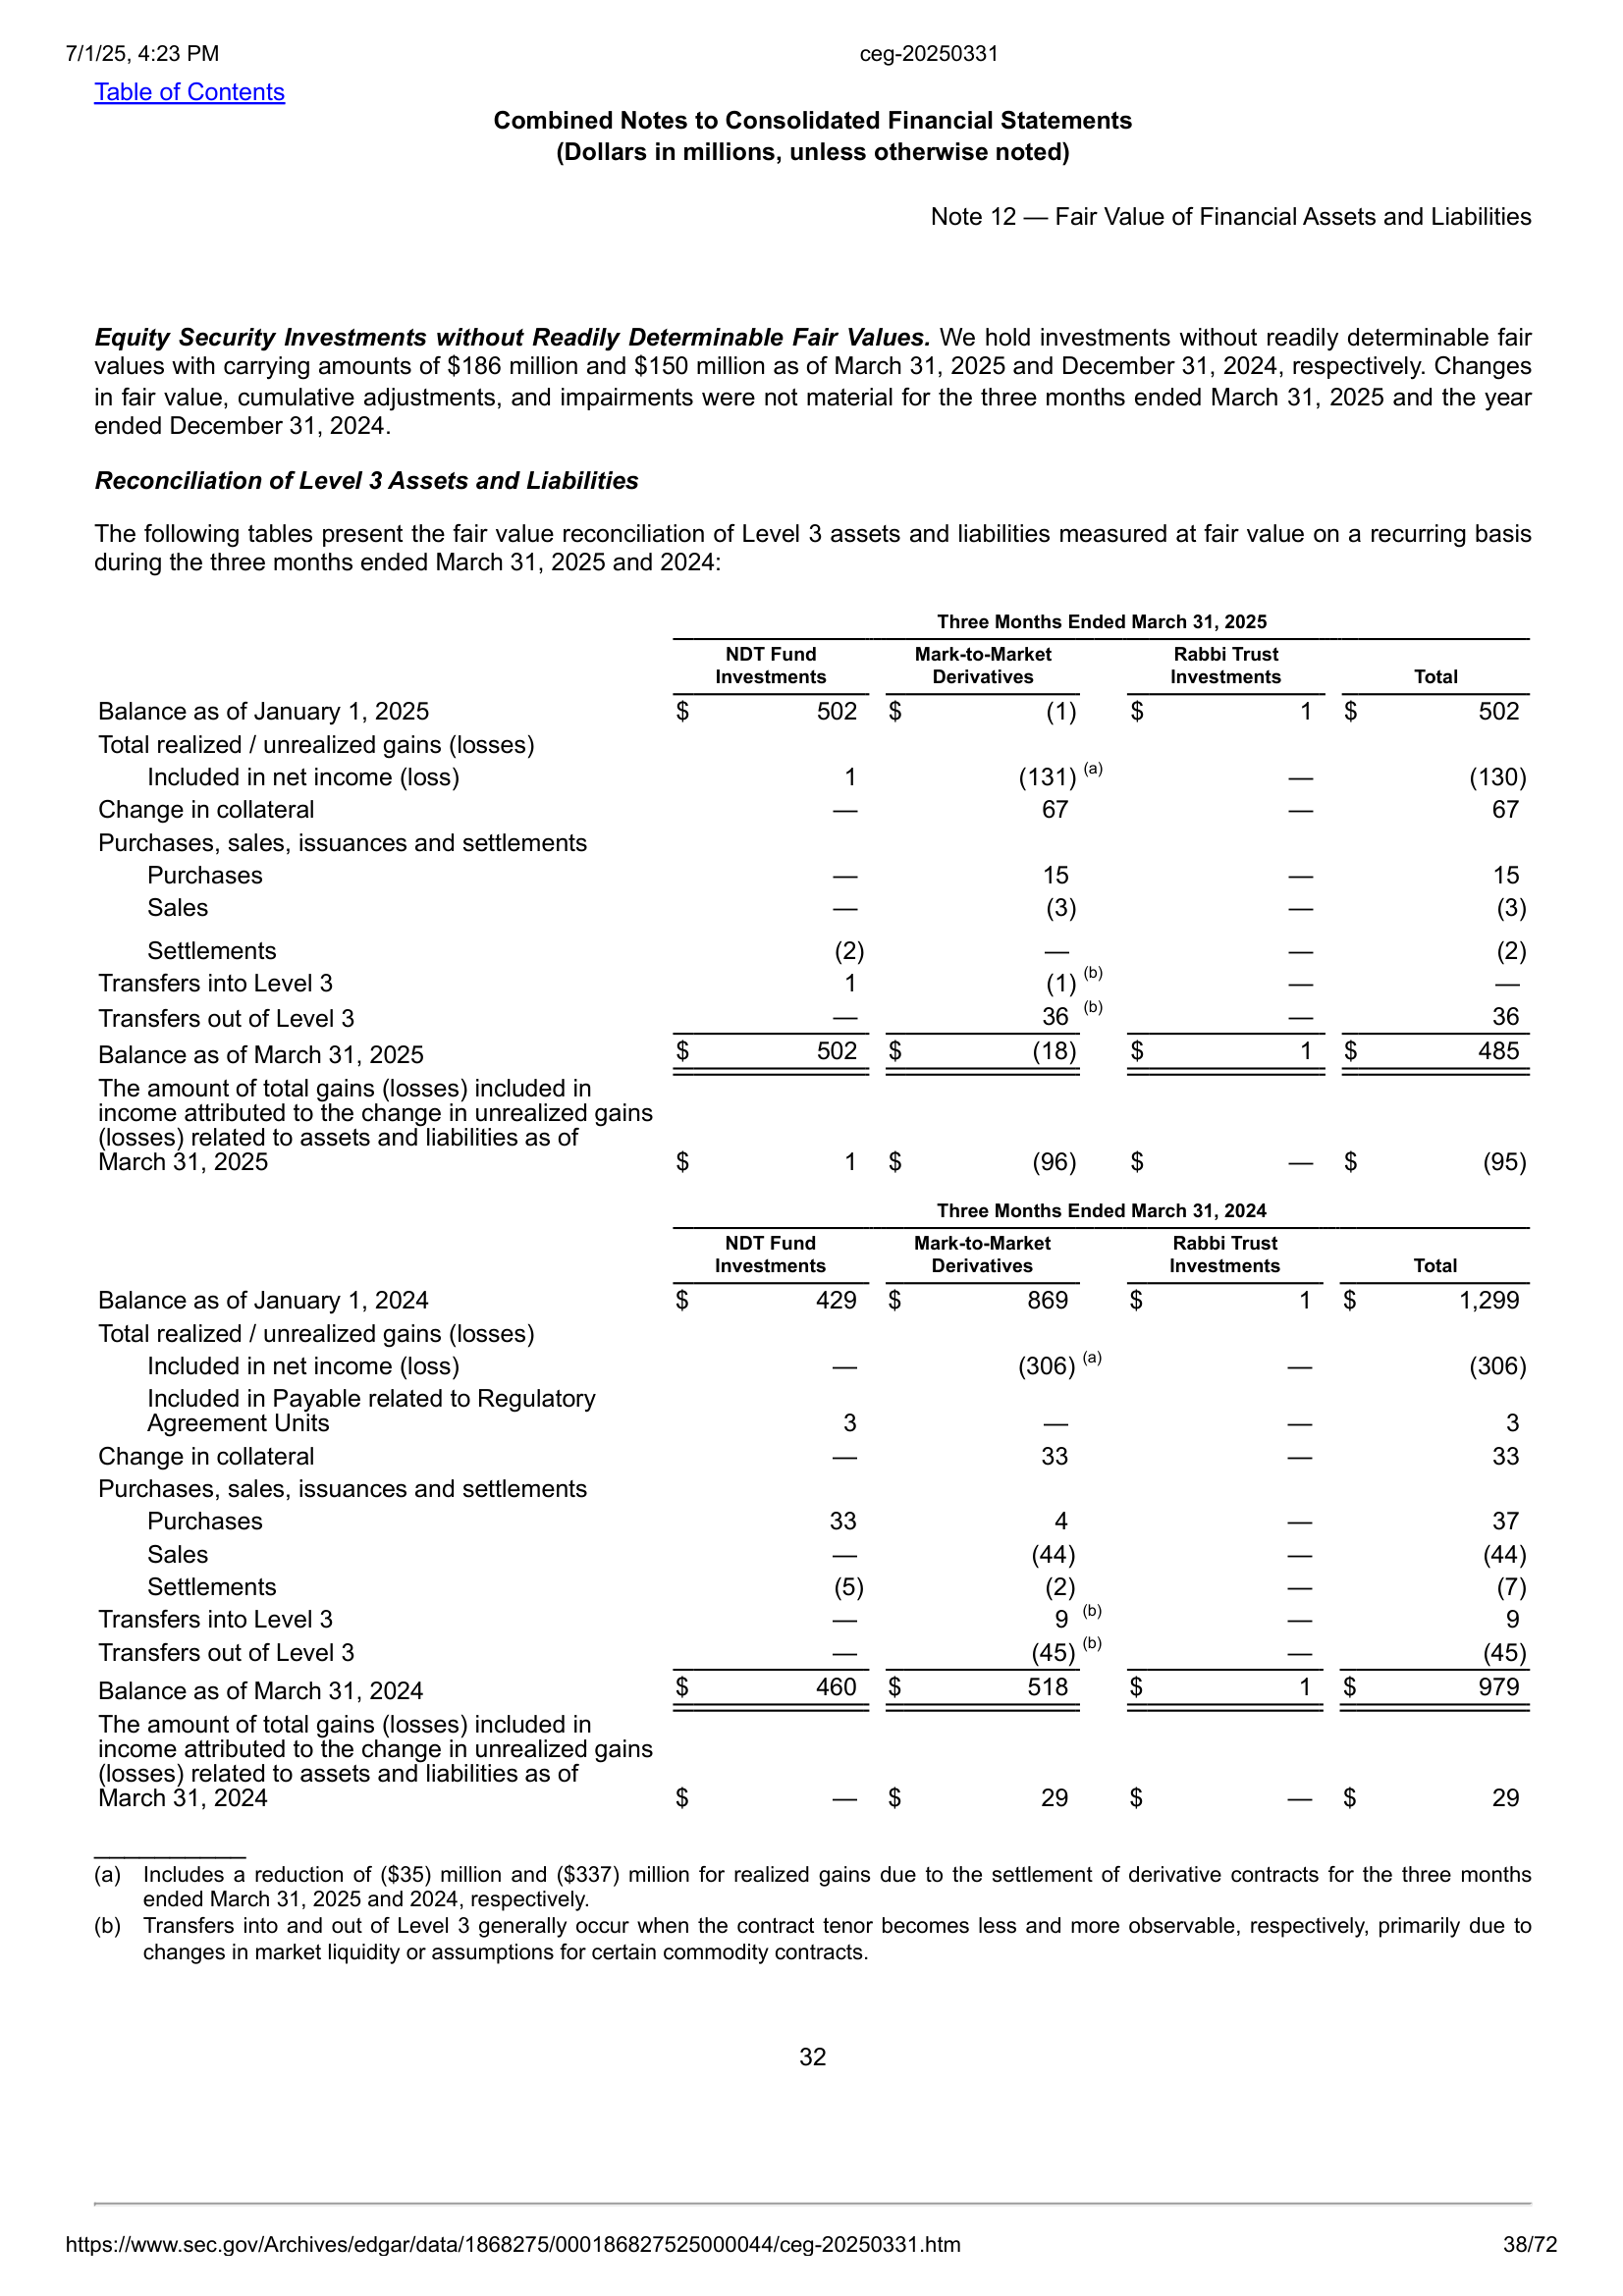 7/1/25, 4:23 PM ceg-20250331
Table of Contents
Combined Notes to Consolidated Financial Statements
(Dollars in millions, unless otherwise noted)
Note 12 — Fair Value of Financial Assets and Liabilities
Equity Security Investments without Readily Determinable Fair Values. We hold investments without readily determinable fair
values with carrying amounts of $186 million and $150 million as of March 31, 2025 and December 31, 2024, respectively. Changes
in fair value, cumulative adjustments, and impairments were not material for the three months ended March 31, 2025 and the year
ended December 31, 2024.
Reconciliation of Level 3 Assets and Liabilities
The following tables present the fair value reconciliation of Level 3 assets and liabilities measured at fair value on a recurring basis
during the three months ended March 31, 2025 and 2024:
Three Months Ended March 31, 2025
NDT Fund Mark-to-Market Rabbi Trust
Investments Derivatives Investments Total
Balance as of January 1, 2025 $ 502 $ (1) $ 1 $ 502
Total realized / unrealized gains (losses)
Included in net income (loss) 1 (131) (a) — (130)
Change in collateral — 67 — 67
Purchases, sales, issuances and settlements
Purchases — 15 — 15
Sales — (3) — (3)
Settlements (2) — — (2)
Transfers into Level 3 1 (1) (b) — —
Transfers out of Level 3 — 36 (b) — 36
Balance as of March 31, 2025 $ 502 $ (18) $ 1 $ 485
The amount of total gains (losses) included in
income attributed to the change in unrealized gains
(losses) related to assets and liabilities as of
March 31, 2025 $ 1 $ (96) $ — $ (95)
Three Months Ended March 31, 2024
NDT Fund Mark-to-Market Rabbi Trust
Investments Derivatives Investments Total
Balance as of January 1, 2024 $ 429 $ 869 $ 1 $ 1,299
Total realized / unrealized gains (losses)
Included in net income (loss) — (306) (a) — (306)
Included in Payable related to Regulatory
Agreement Units 3 — — 3
Change in collateral — 33 — 33
Purchases, sales, issuances and settlements
Purchases 33 4 — 37
Sales — (44) — (44)
Settlements (5) (2) — (7)
Transfers into Level 3 — 9 (b) — 9
Transfers out of Level 3 — (45) (b) — (45)
Balance as of March 31, 2024 $ 460 $ 518 $ 1 $ 979
The amount of total gains (losses) included in
income attributed to the change in unrealized gains
(losses) related to assets and liabilities as of
March 31, 2024 $ — $ 29 $ — $ 29
(a) Includes a reduction of ($35) million and ($337) million for realized gains due to the settlement of derivative contracts for the three months
ended March 31, 2025 and 2024, respectively.
(b) Transfers into and out of Level 3 generally occur when the contract tenor becomes less and more observable, respectively, primarily due to
changes in market liquidity or assumptions for certain commodity contracts.
32
https://www.sec.gov/Archives/edgar/data/1868275/000186827525000044/ceg-20250331.htm 38/72